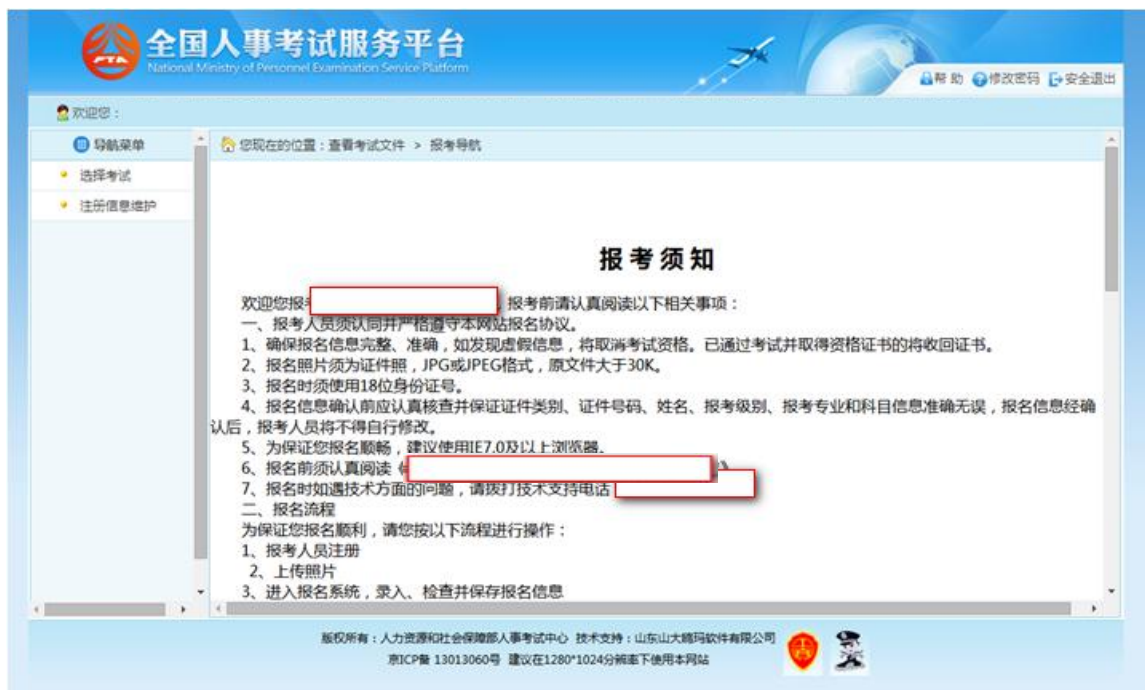 全国人事考试服务平台
National Ministry of Personnel Examination Service Platform
帮 助 修改密码 安全退出
欢迎您：
导航菜单
选择考试
注册信息维护
您现在的位置：查看考试文件 > 报考导航
报 考 须 知
欢迎您报 ，报考前请认真阅读以下相关事项：
一、报考人员须认同并严格遵守本网站报名协议。
1、确保报名信息完整、准确，如发现虚假信息，将取消考试资格。已通过考试并取得资格证书的将收回证书。
2、报名照片须为证件照，JPG或JPEG格式，原文件大于30K。
3、报名时须使用18位身份证号。
4、报名信息确认前应认真核查并保证证件类别、证件号码、姓名、报考级别、报考专业和科目信息准确无误，报名信息经确
认后，报考人员将不得自行修改。
5、为保证您报名顺畅，建议使用IE7.0及以上浏览器。
6、报名前须认真阅读《 》
7、报名时如遇技术方面的问题，请拨打技术支持电话
二、报名流程
为保证您报名顺利，请您按以下流程进行操作：
1、报考人员注册
2、上传照片
3、进入报名系统，录入、检查并保存报名信息
版权所有：人力资源和社会保障部人事考试中心 技术支持：山东山大鸥玛软件有限公司
京ICP备 13013060号 建议在1280*1024分辨率下使用本网站